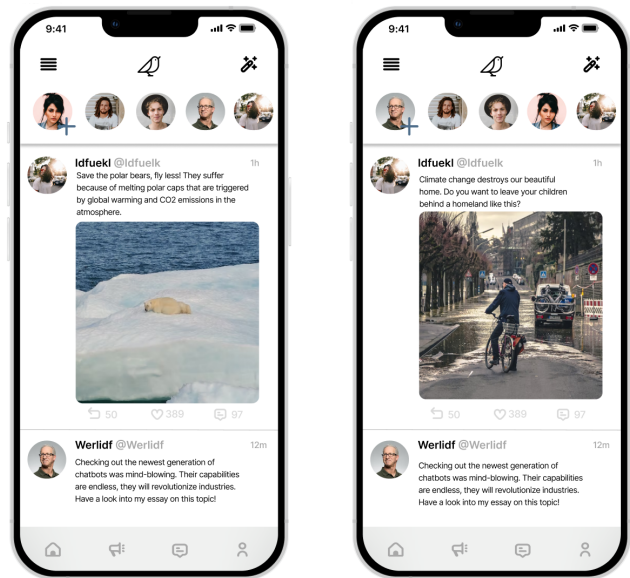 9:41
ldfuekl @ldfuelk 1h
Save the polar bears, fly less! They suffer
because of melting polar caps that are triggered
by global warming and CO2 emissions in the
atmosphere.
50 389 97
Werlidf @Werlidf 12m
Checking out the newest generation of
chatbots was mind-blowing. Their capabilities
are endless, they will revolutionize industries.
Have a look into my essay on this topic!
9:41
ldfuekl @ldfuelk 1h
Climate change destroys our beautiful
home. Do you want to leave your children
behind a homeland like this?
50 389 97
Werlidf @Werlidf 12m
Checking out the newest generation of
chatbots was mind-blowing. Their capabilities
are endless, they will revolutionize industries.
Have a look into my essay on this topic!